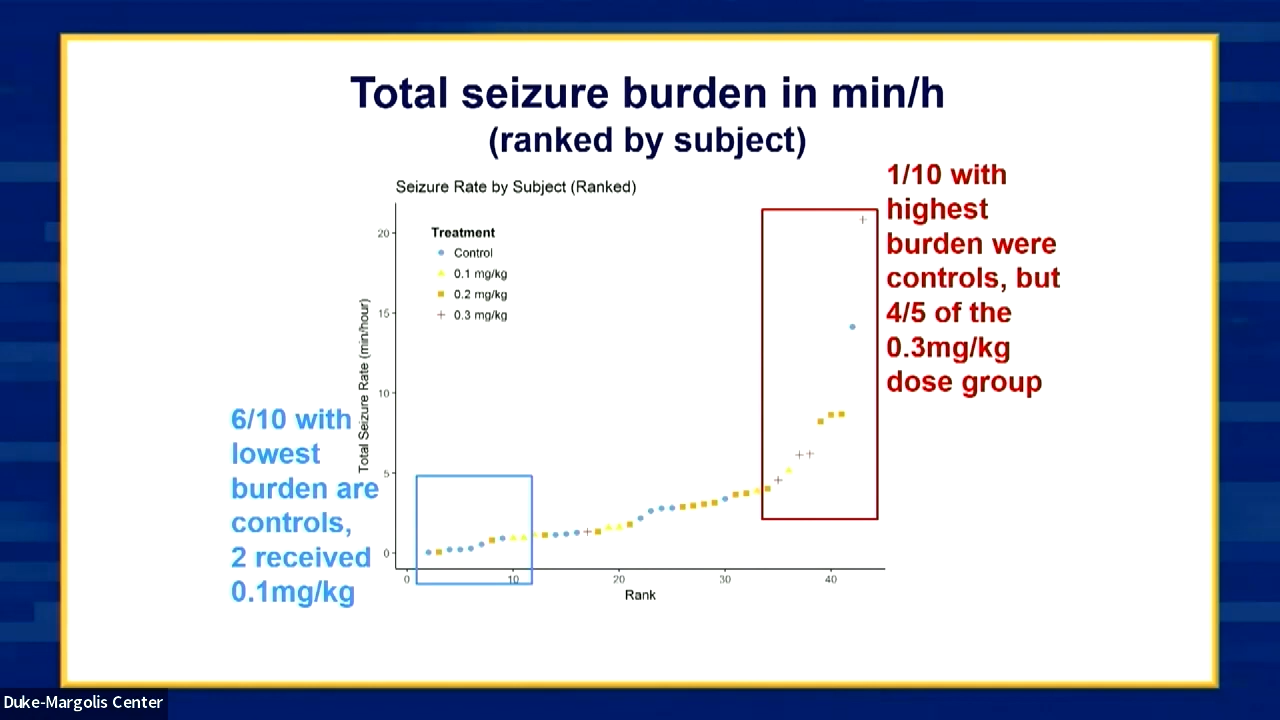 Total seizure burden in min/h
(ranked by subject)
Seizure Rate by Subject (Ranked)
Treatment
Control
0.1 mg/kg
0.2 mg/kg
0.3 mg/kg
Total Seizure Rate (min/hour)
20
15
10
5
0
0
10
20
30
40
Rank
6/10 with
lowest
burden are
controls,
2 received
0.1mg/kg
1/10 with
highest
burden were
controls, but
4/5 of the
0.3mg/kg
dose group
Duke-Margolis Center